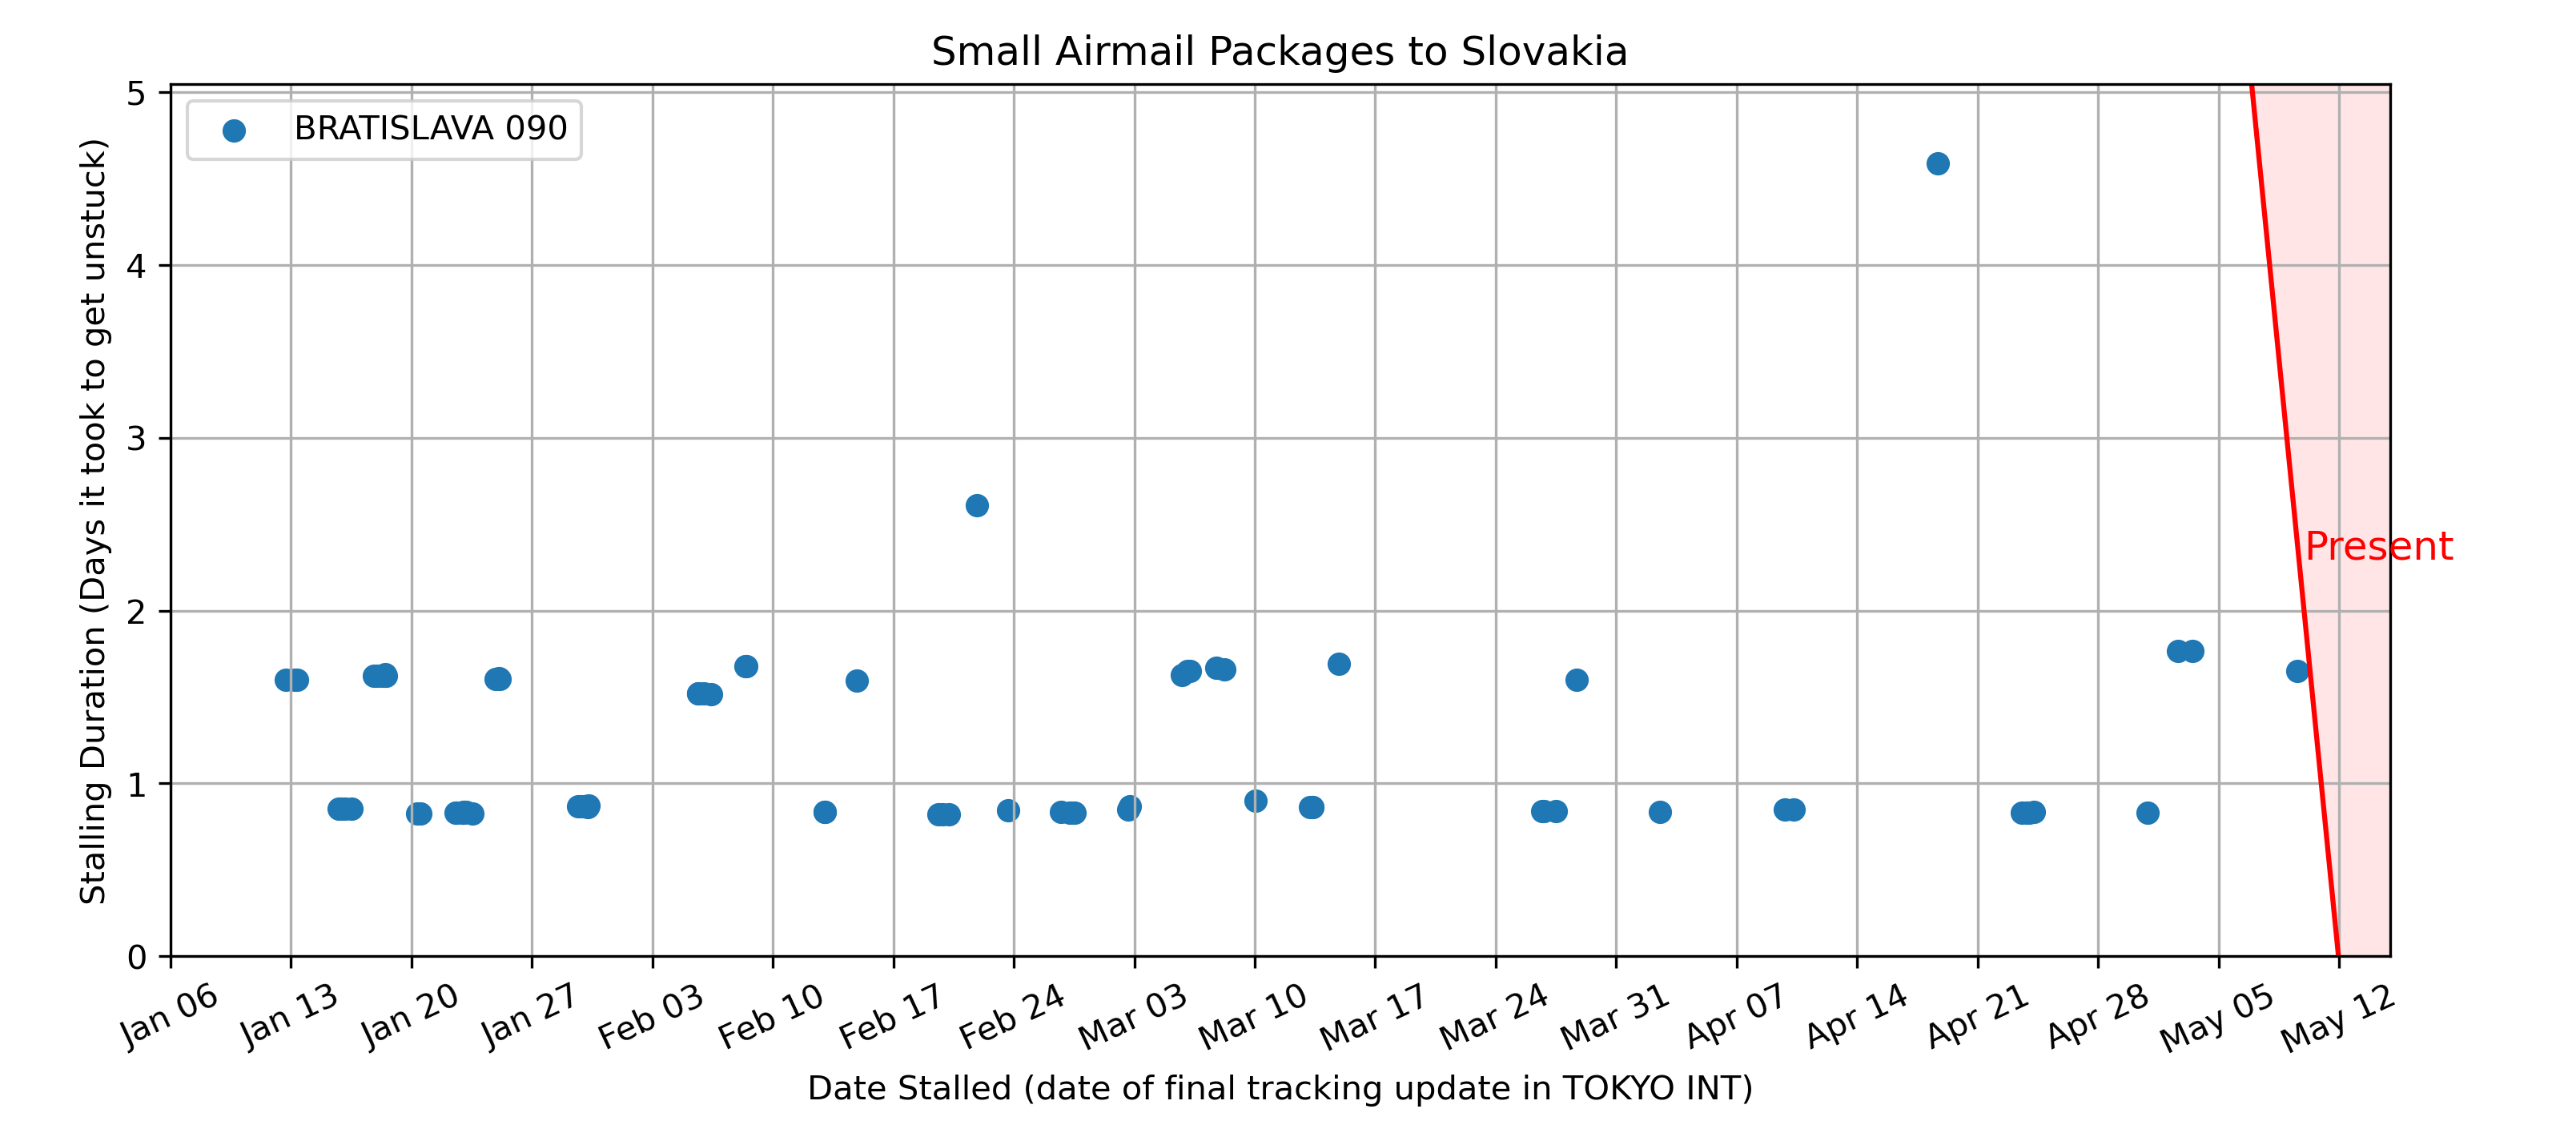 Small Airmail Packages to Slovakia
BRATISLAVA 090
Stalling Duration (Days it took to get unstuck)
5
4
3
2
1
0
Present
Jan 06
Jan 13
Jan 20
Jan 27
Feb 03
Feb 10
Feb 17
Feb 24
Mar 03
Mar 10
Mar 17
Mar 24
Mar 31
Apr 07
Apr 14
Apr 21
Apr 28
May 05
May 12
Date Stalled (date of final tracking update in TOKYO INT)